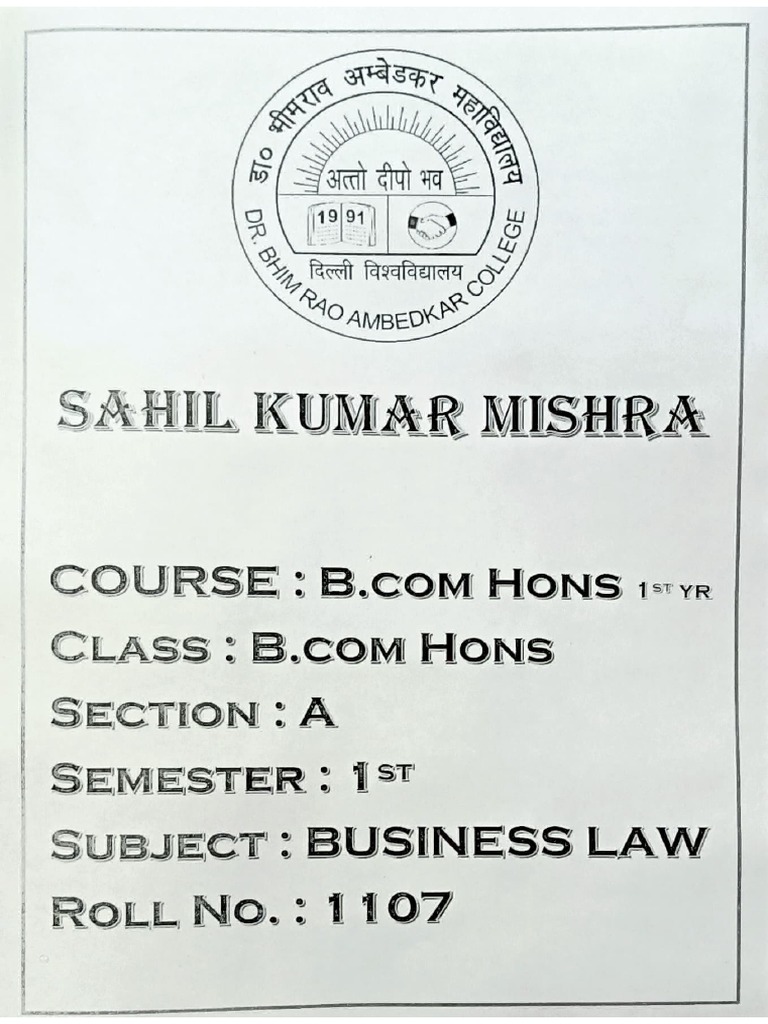 डा० भीमराव अम्बेडकर महाविद्यालय
अत्तो दीपो भव
1991
दिल्ली विश्वविद्यालय
DR. BHIM RAO AMBEDKAR COLLEGE
SAHIL KUMAR MISHRA
COURSE : B.COM HONS 1ST YR
CLASS : B.COM HONS
SECTION : A
SEMESTER : 1ST
SUBJECT : BUSINESS LAW
ROLL NO. : 1107